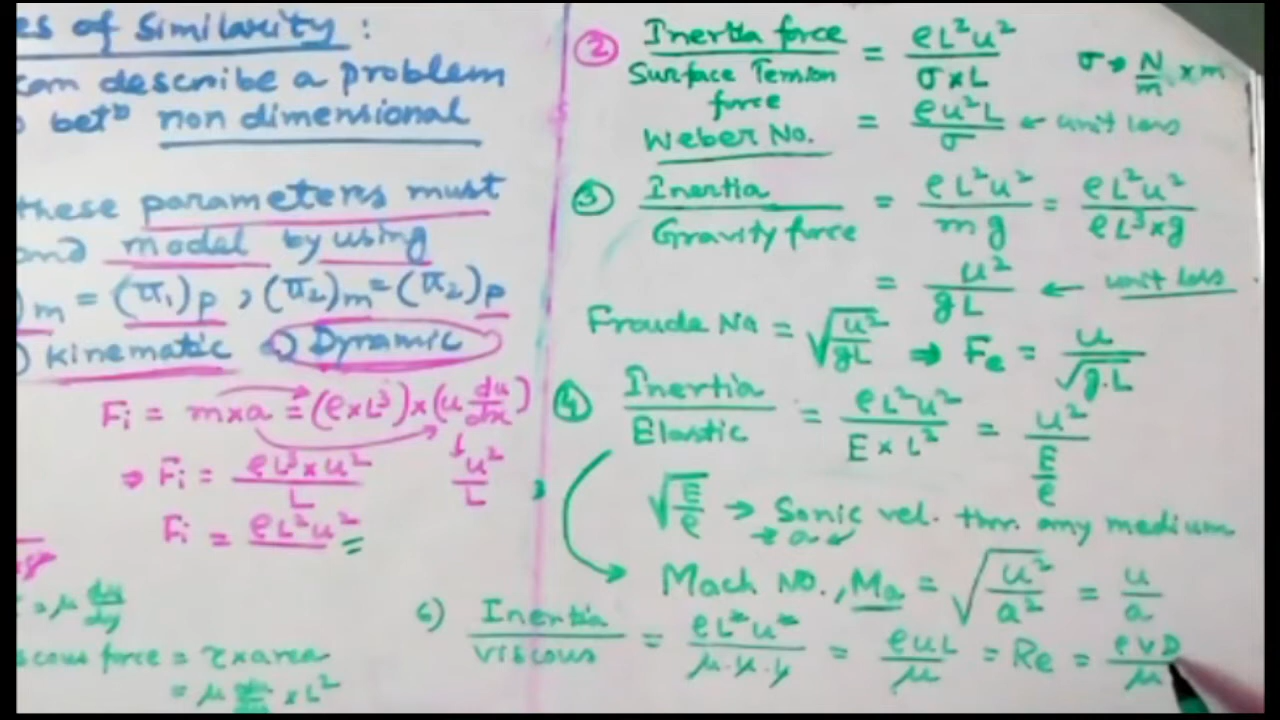 es of Similarity :
can describe a problem
betⁿ non dimensional
these parameters must
and model by using
)m = (π₁)p , (π₂)m = (π₂)p
) kinematic Dynamic
Fi = m×a = (ρ×L³)×(u du/dx)
⇒ Fi = ρL³×u²/L u²/L
Fi = ρL²u²
= μ du/dy
scous force = τ×area
= μ ×L²
② Inertia force / Surface Tension force = ρL²u² / σ×L σ→ N/m ×m
Weber No. = ρu²L / σ ← unit less
③ Inertia / Gravity force = ρL²u² / mg = ρL²u² / ρL³×g
= u² / gL ← unit less
Froude No = √(u²/gL) ⇒ Fe = u / √(g.L)
④ Inertia / Elastic = ρL²u² / E×L² = u² / (E/ρ)
√(E/ρ) → Sonic vel. thr. any medium
→ a
Mach No., Ma = √(u²/a²) = u/a
6) Inertia / viscous = ρL²u² / = ρuL / μ = Re = ρvD / μ